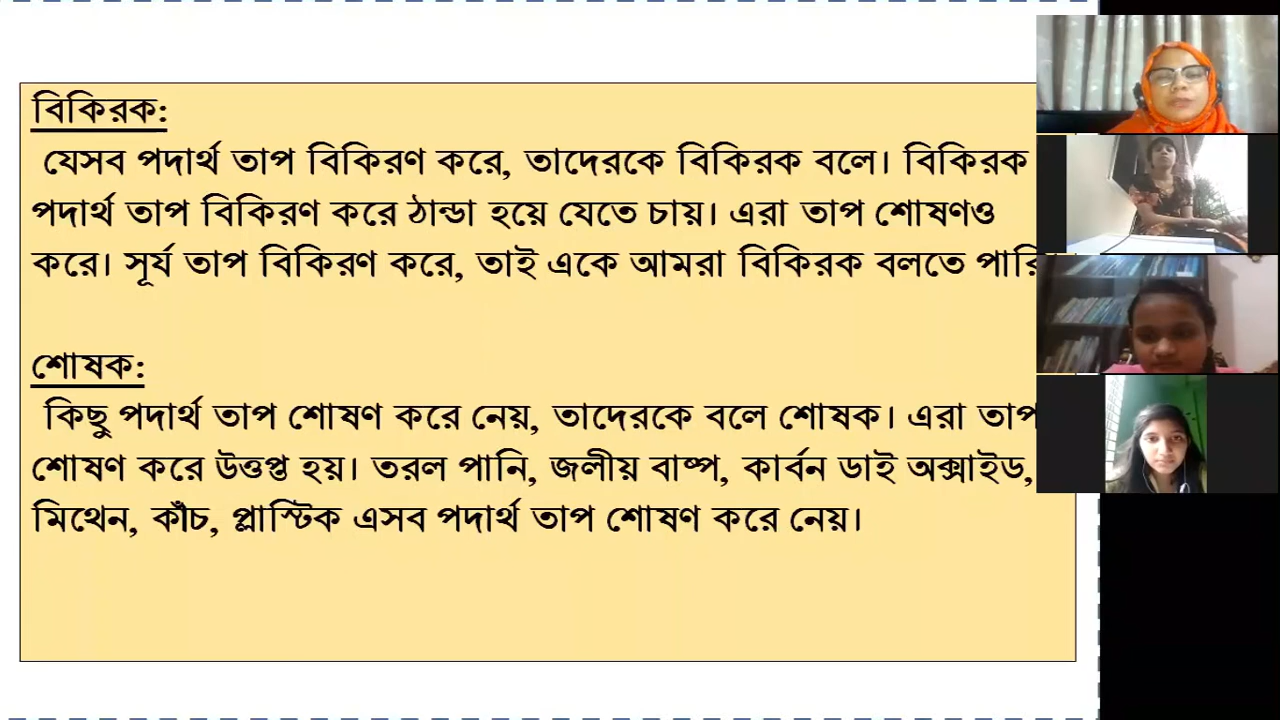 বিকিরক:
যেসব পদার্থ তাপ বিকিরণ করে, তাদেরকে বিকিরক বলে। বিকিরক
পদার্থ তাপ বিকিরণ করে ঠান্ডা হয়ে যেতে চায়। এরা তাপ শোষণও
করে। সূর্য তাপ বিকিরণ করে, তাই একে আমরা বিকিরক বলতে পারি
শোষক:
কিছু পদার্থ তাপ শোষণ করে নেয়, তাদেরকে বলে শোষক। এরা তাপ
শোষণ করে উত্তপ্ত হয়। তরল পানি, জলীয় বাষ্প, কার্বন ডাই অক্সাইড,
মিথেন, কাঁচ, প্লাস্টিক এসব পদার্থ তাপ শোষণ করে নেয়।